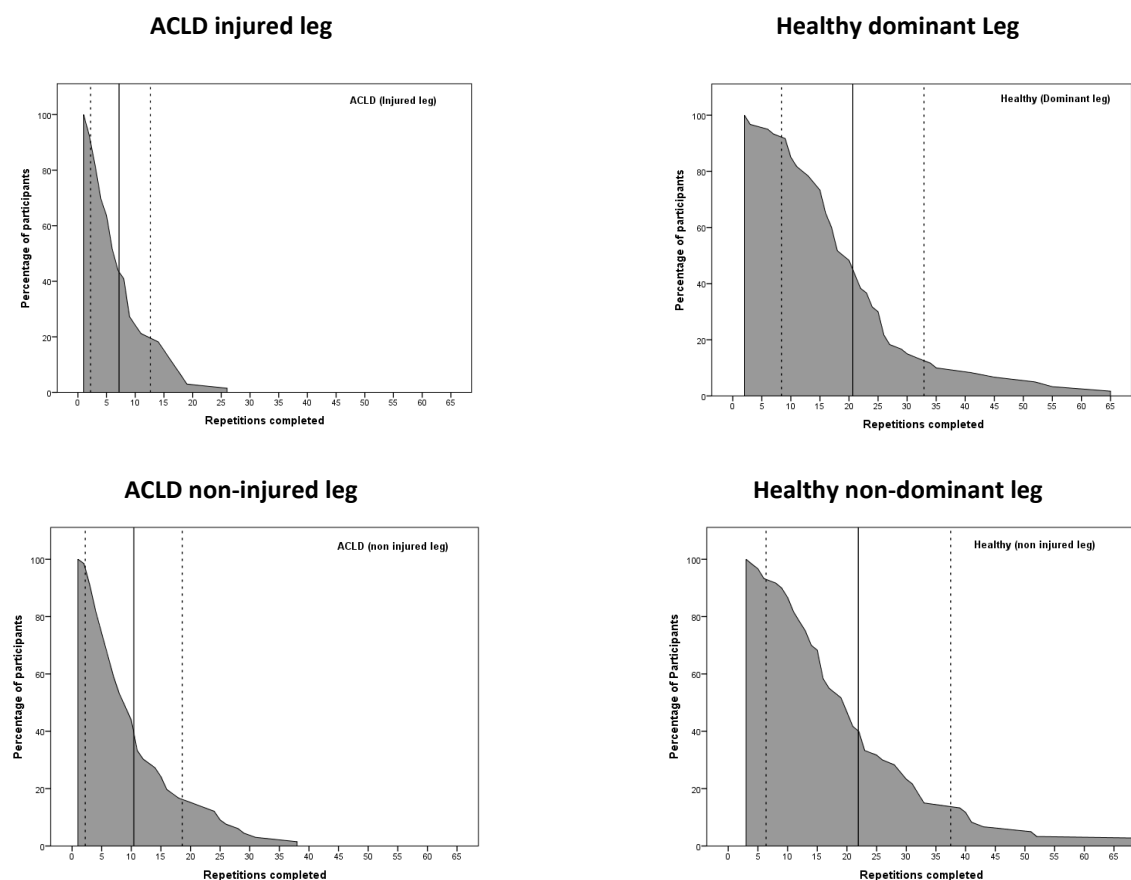 ACLD injured leg
Healthy dominant Leg
ACLD (Injured leg)
Percentage of participants
100
80
60
40
20
0
0 5 10 15 20 25 30 35 40 45 50 55 60 65
Repetitions completed
Healthy (Dominant leg)
Percentage of participants
100
80
60
40
20
0
0 5 10 15 20 25 30 35 40 45 50 55 60 65
Repetitions completed
ACLD non-injured leg
Healthy non-dominant leg
ACLD (non injured leg)
Percentage of participants
100
80
60
40
20
0
0 5 10 15 20 25 30 35 40 45 50 55 60 65
Repetitions completed
Healthy (non injured leg)
Percentage of Participants
100
80
60
40
20
0
0 5 10 15 20 25 30 35 40 45 50 55 60 65
Repetitions completed